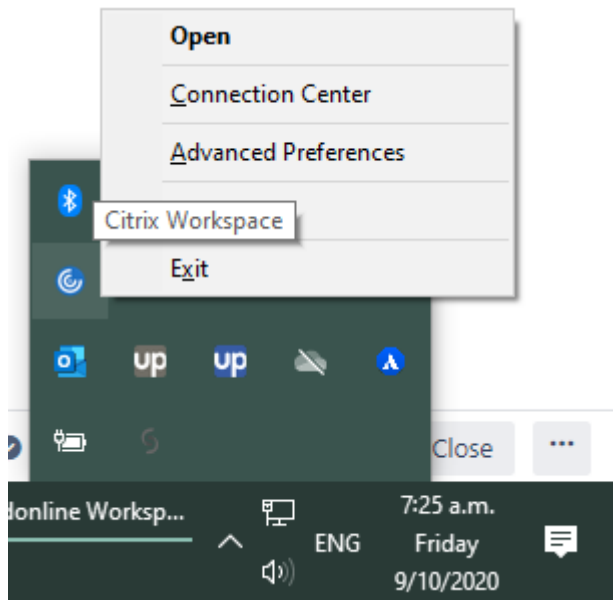 Open
Connection Center
Advanced Preferences
Citrix Workspace
Exit
up up
Close ...
donline Worksp...
ENG
7:25 a.m.
Friday
9/10/2020